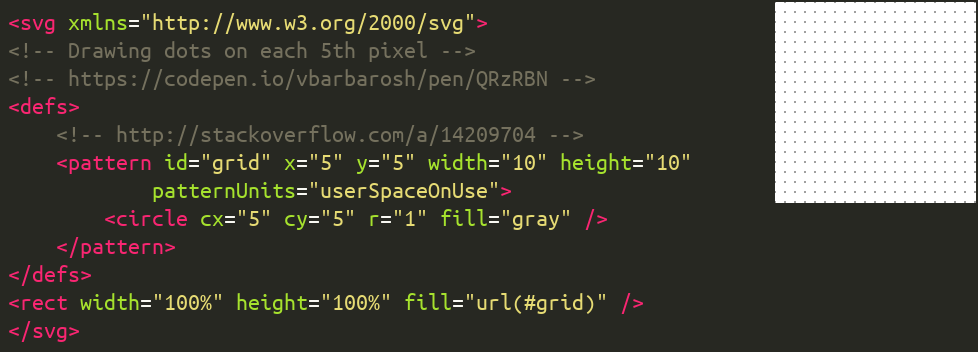 <svg xmlns="http://www.w3.org/2000/svg">
<!-- Drawing dots on each 5th pixel -->
<!-- https://codepen.io/vbarbarosh/pen/QRzRBN -->
<defs>
    <!-- http://stackoverflow.com/a/14209704 -->
    <pattern id="grid" x="5" y="5" width="10" height="10"
            patternUnits="userSpaceOnUse">
        <circle cx="5" cy="5" r="1" fill="gray" />
    </pattern>
</defs>
<rect width="100%" height="100%" fill="url(#grid)" />
</svg>